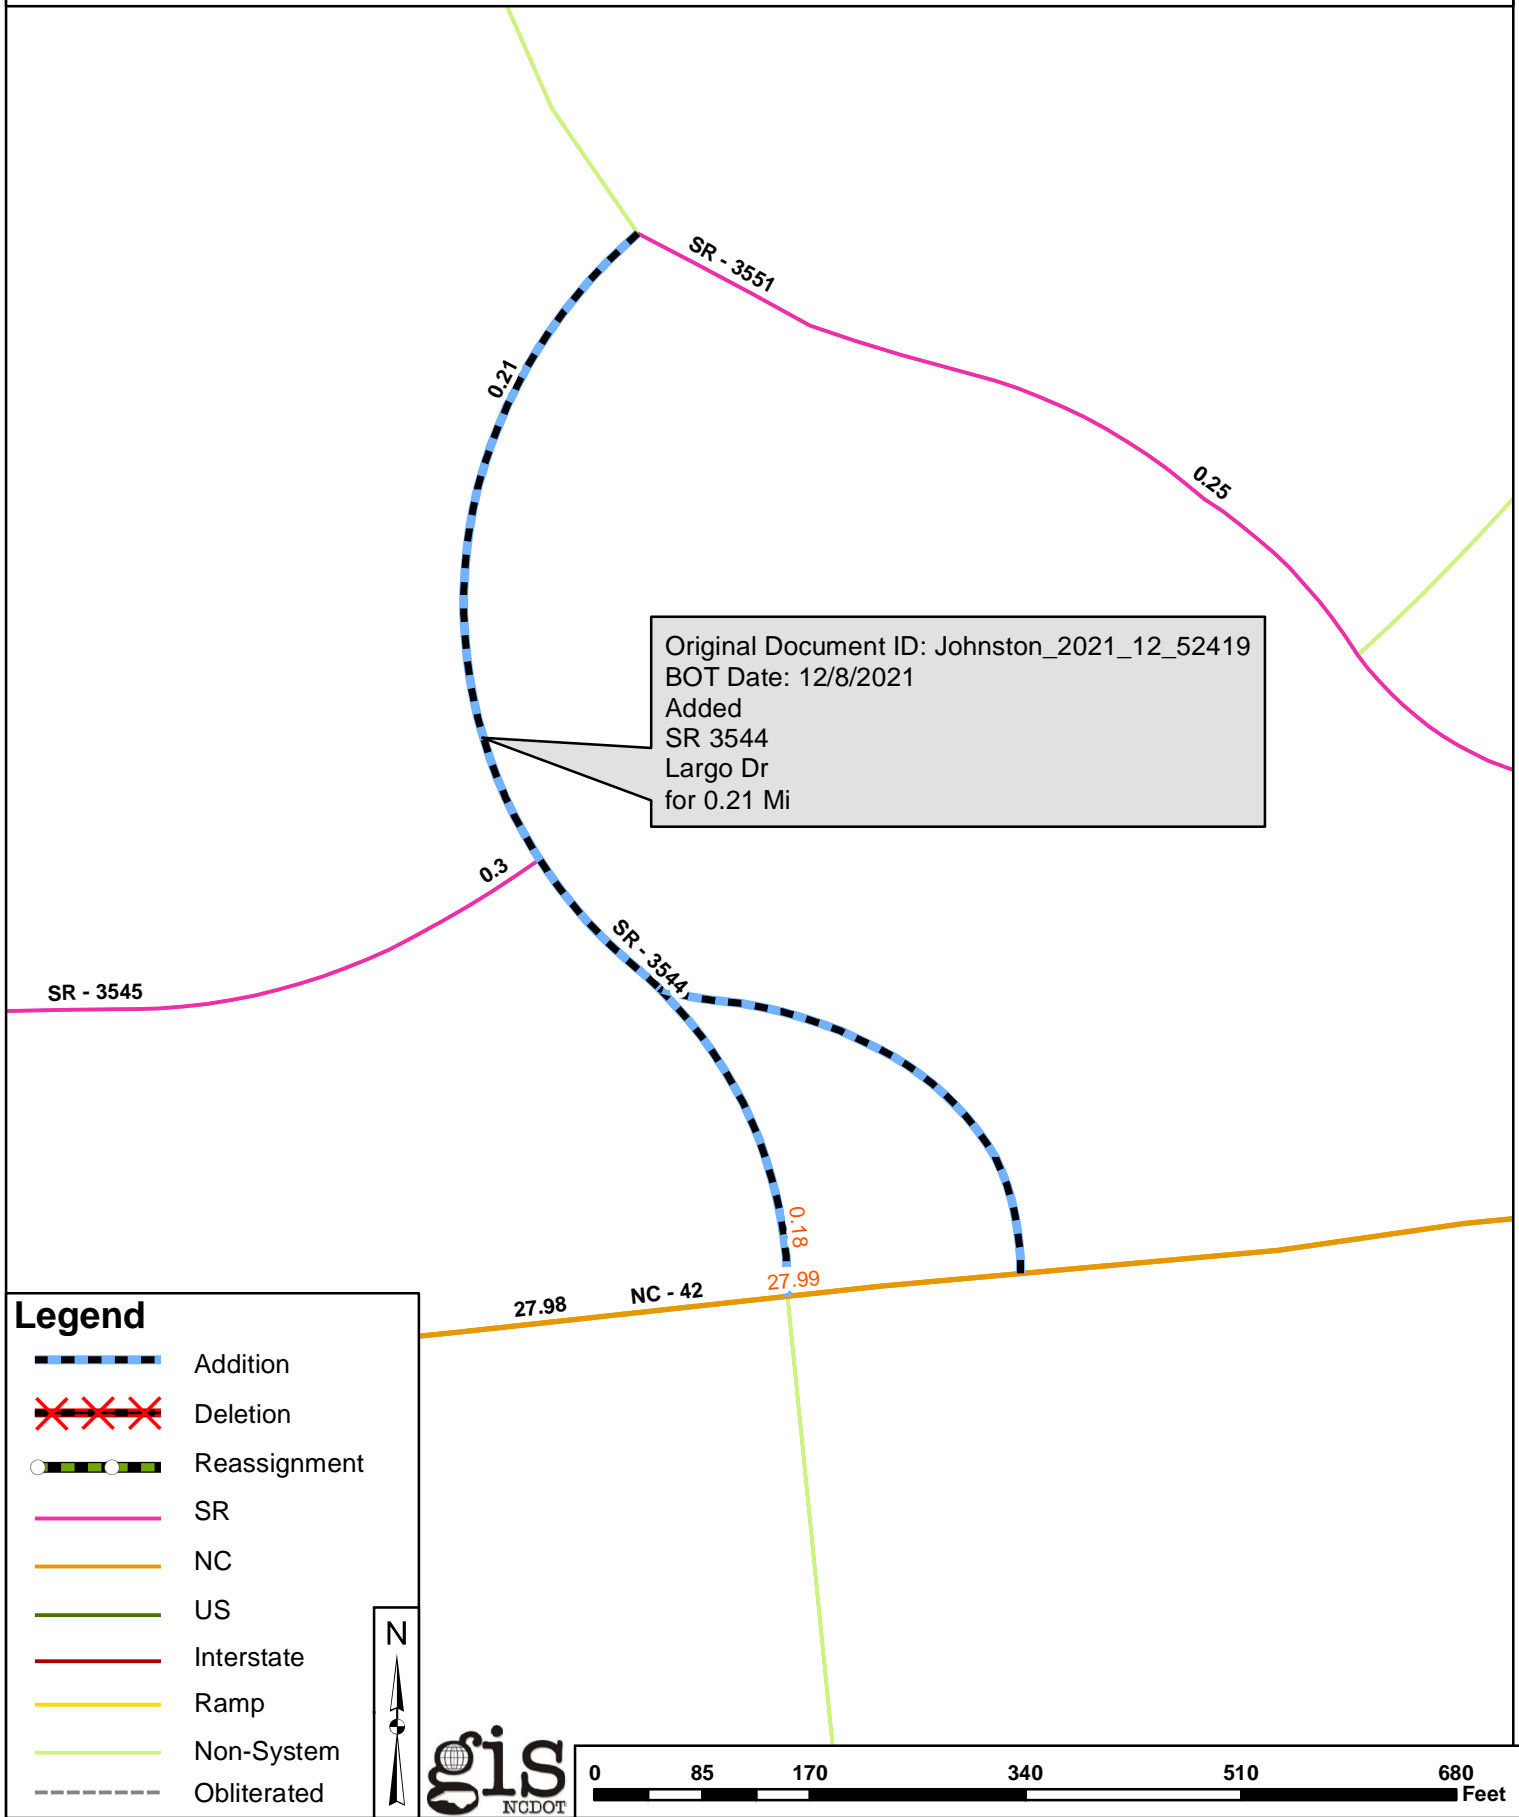 SR - 3551
0.21
0.25
Original Document ID: Johnston_2021_12_52419
BOT Date: 12/8/2021
Added
SR 3544
Largo Dr
for 0.21 Mi
0.3
SR - 3544
SR - 3545
0.18
27.99
NC - 42
27.98
Legend
Addition
Deletion
Reassignment
SR
NC
US
Interstate
Ramp
Non-System
Obliterated
N
gis
NCDOT
0 85 170 340 510 680
Feet